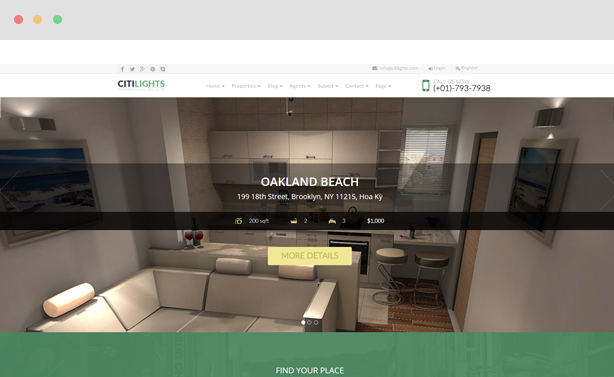 info@citilights.com Login Register
CITILIGHTS
Home Properties Blog Agents Submit Contact Page
CALL US NOW
(+01)-793-7938
OAKLAND BEACH
199 18th Street, Brooklyn, NY 11215, Hoa Kỳ
200 sqft 2 3 $1,000
MORE DETAILS
FIND YOUR PLACE